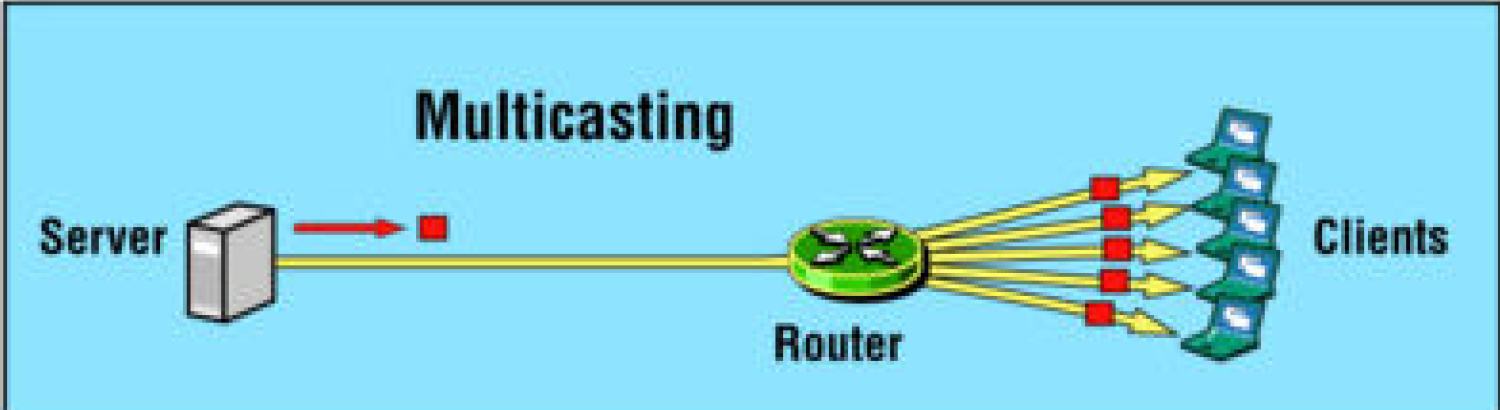 Multicasting
Server
Clients
Router